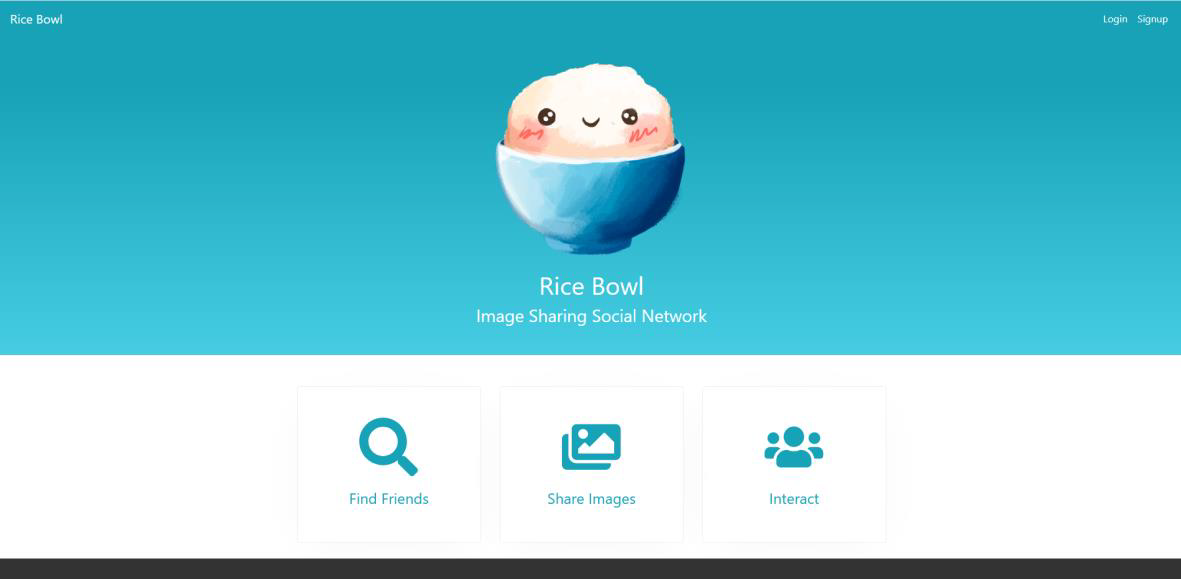 Rice Bowl
Login Signup
Rice Bowl
Image Sharing Social Network
Find Friends
Share Images
Interact